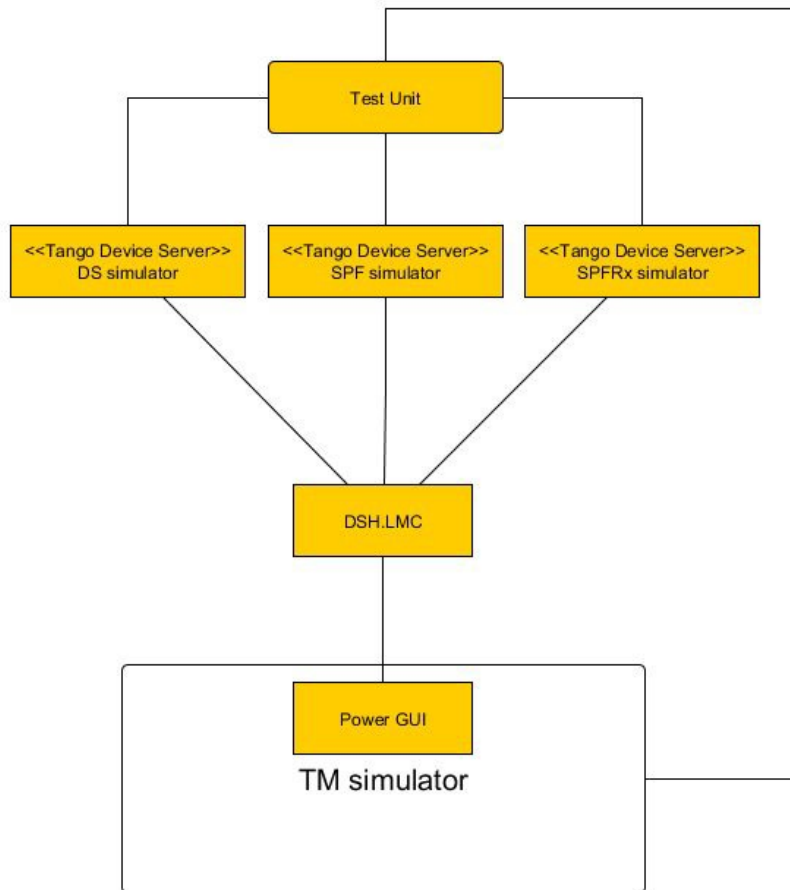 Test Unit
<<Tango Device Server>>
DS simulator
<<Tango Device Server>>
SPF simulator
<<Tango Device Server>>
SPFRx simulator
DSH.LMC
Power GUI
TM simulator